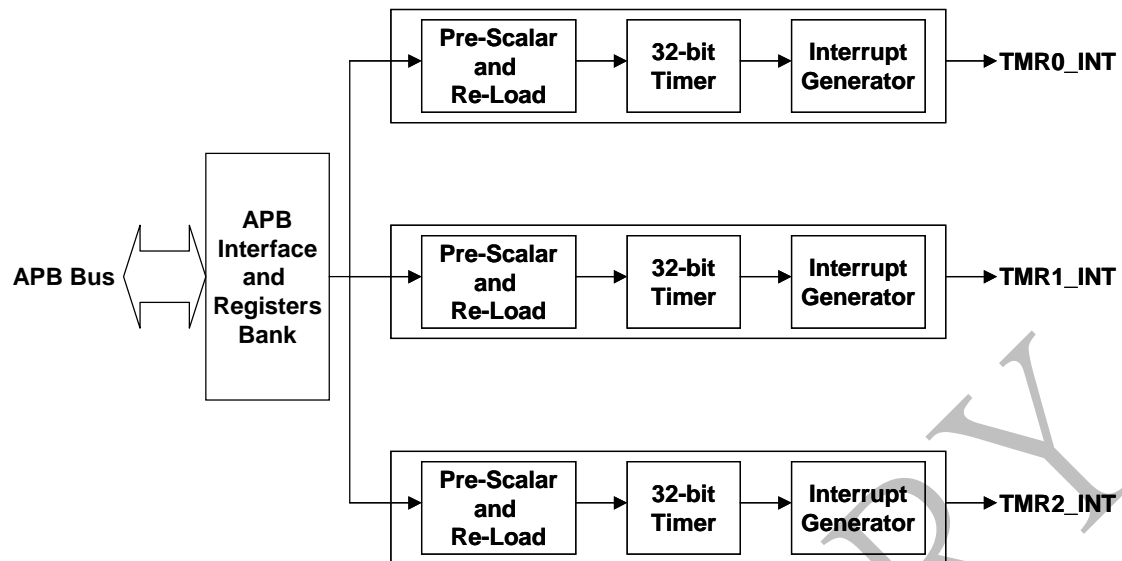 Pre-Scalar
and
Re-Load
32-bit
Timer
Interrupt
Generator
TMR0_INT
APB Bus
APB
Interface
and
Registers
Bank
Pre-Scalar
and
Re-Load
32-bit
Timer
Interrupt
Generator
TMR1_INT
Pre-Scalar
and
Re-Load
32-bit
Timer
Interrupt
Generator
TMR2_INT
RY